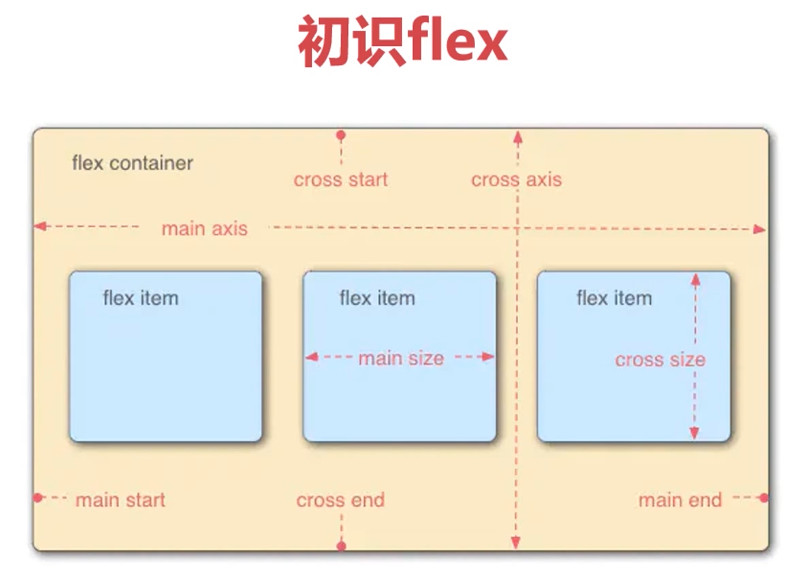 初识flex
flex container
cross start
cross axis
main axis
flex item
flex item
flex item
main size
cross size
main start
cross end
main end